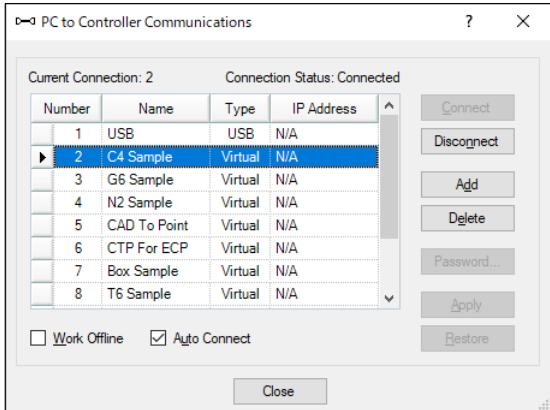 PC to Controller Communications ? ×
Current Connection: 2 Connection Status: Connected
Number Name Type IP Address
1 USB USB N/A
2 C4 Sample Virtual N/A
3 G6 Sample Virtual N/A
4 N2 Sample Virtual N/A
5 CAD To Point Virtual N/A
6 CTP For ECP Virtual N/A
7 Box Sample Virtual N/A
8 T6 Sample Virtual N/A
Connect
Disconnect
Add
Delete
Password...
Apply
Restore
Work Offline Auto Connect
Close